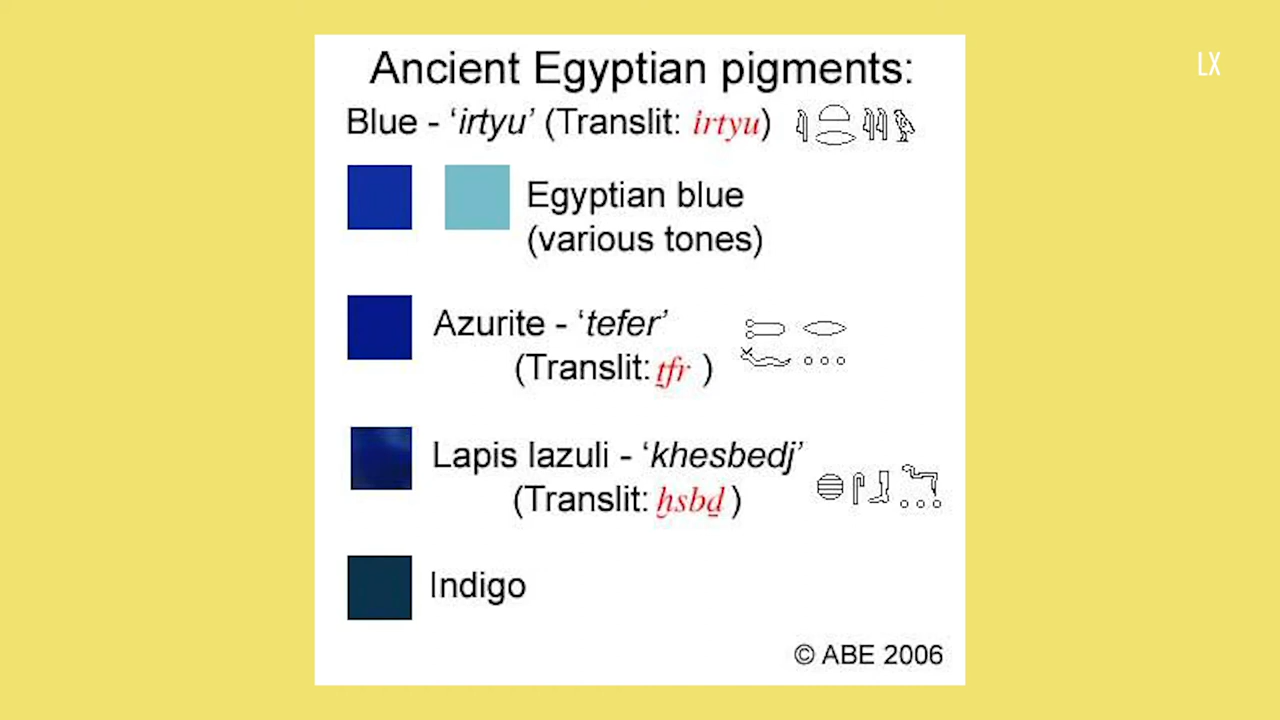 LX
Ancient Egyptian pigments:
Blue - ‘irtyu’ (Translit: irtyu)
Egyptian blue
(various tones)
Azurite - ‘tefer’
(Translit: ṯfr )
Lapis lazuli - ‘khesbedj’
(Translit: ḫsbḏ )
Indigo
© ABE 2006